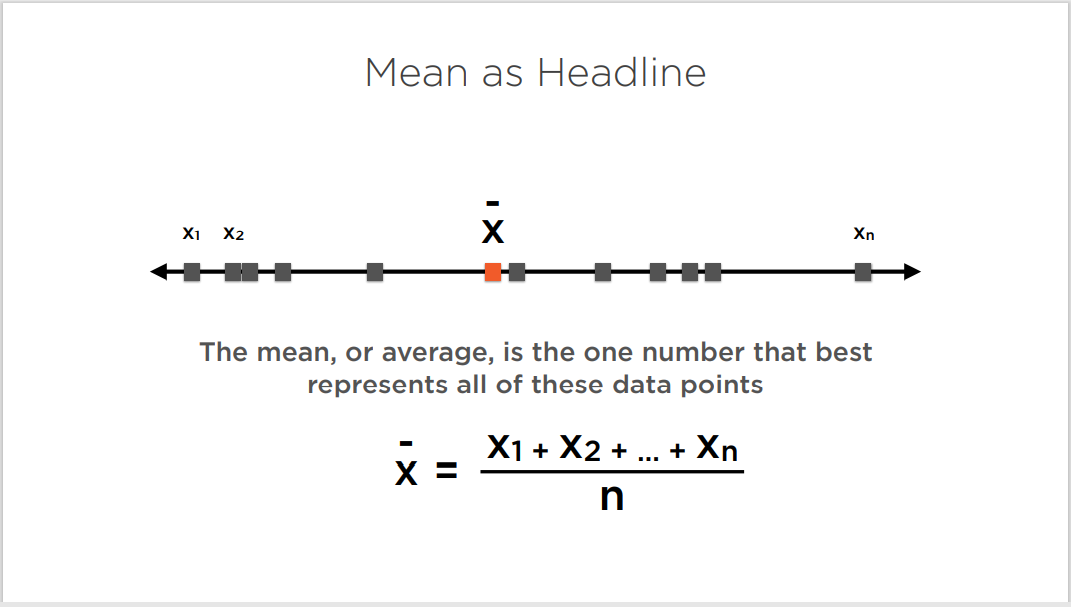 Mean as Headline
x̄
x₁ x₂ xₙ
The mean, or average, is the one number that best
represents all of these data points
x̄ = x₁ + x₂ + ... + xₙ
n